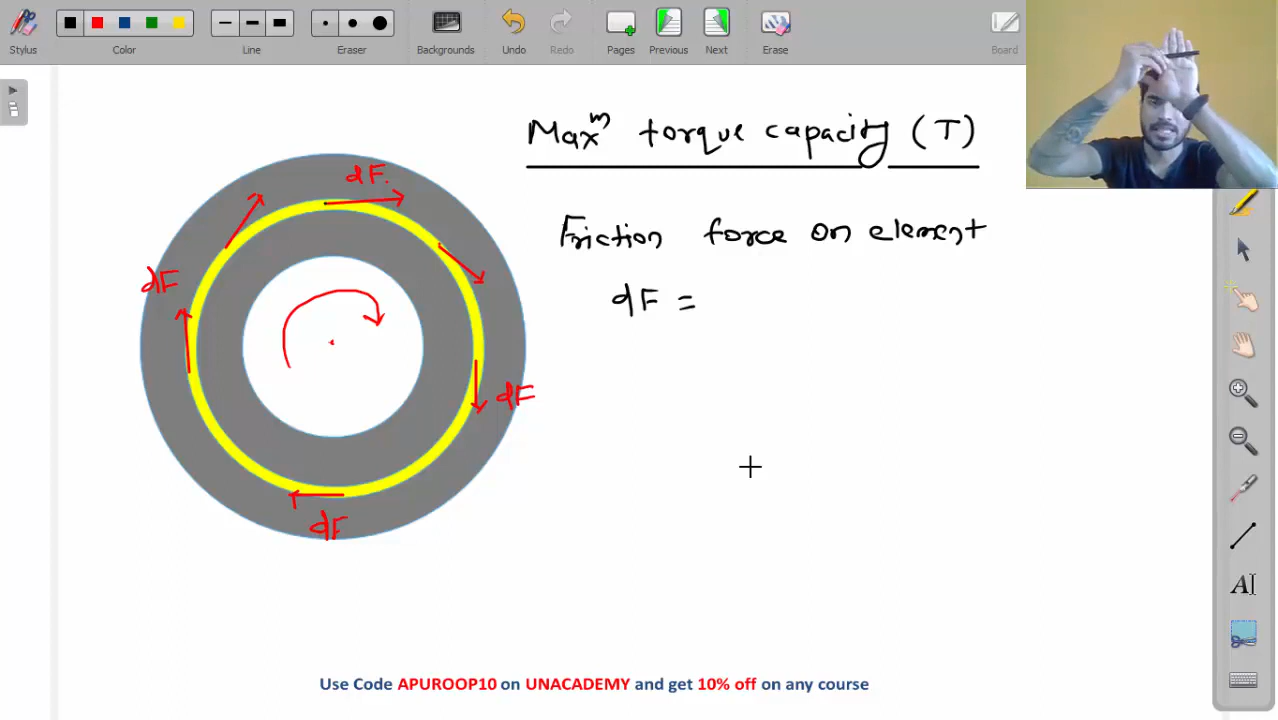 Stylus
Color
Line
Eraser
Backgrounds
Undo
Redo
Pages
Previous
Next
Erase
Board
Max^m torque capacity (T)
dF.
Friction force on element
dF
dF =
dF
dF
Use Code APUROOP10 on UNACADEMY and get 10% off on any course